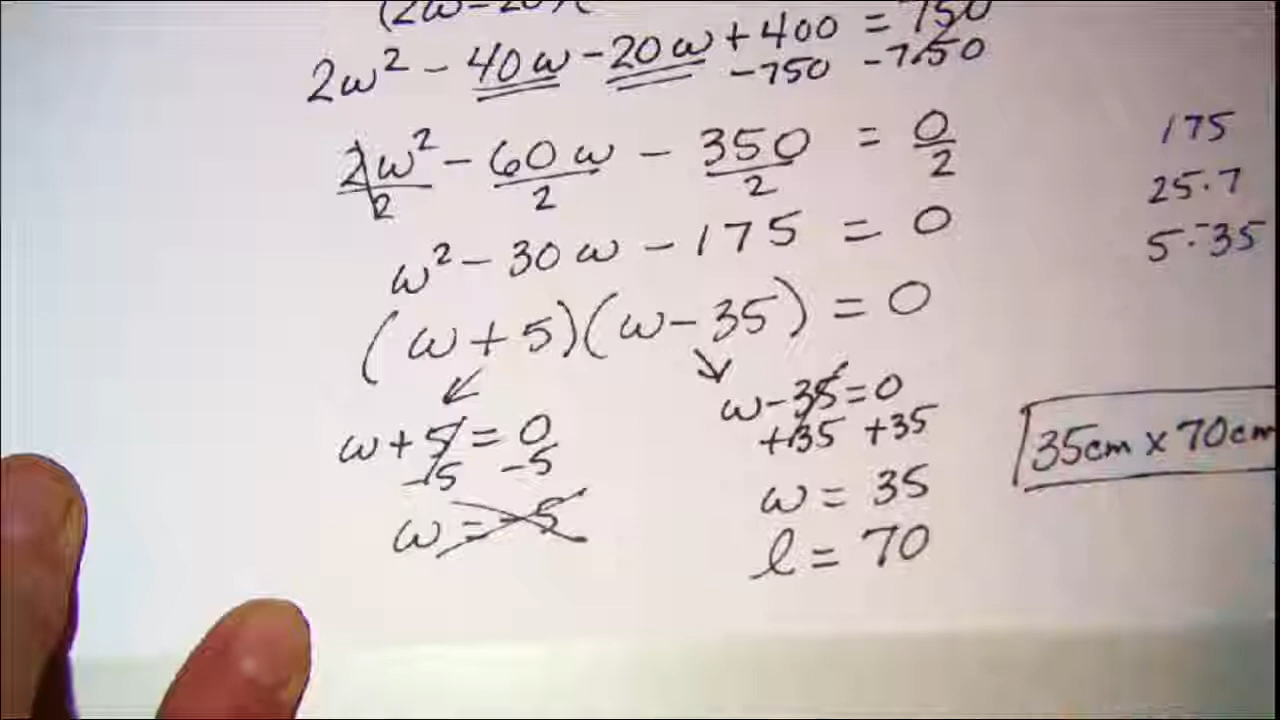 (2w-20)(
2w² - 40w - 20w + 400 = 750
-750 -750
2w² - 60w - 350 = 0
2 2 2 2
w² - 30w - 175 = 0
(w + 5)(w - 35) = 0
w + 5 = 0
-5 -5
w = -5
w - 35 = 0
+35 +35
w = 35
l = 70
175
25·7
5·-35
35cm x 70cm